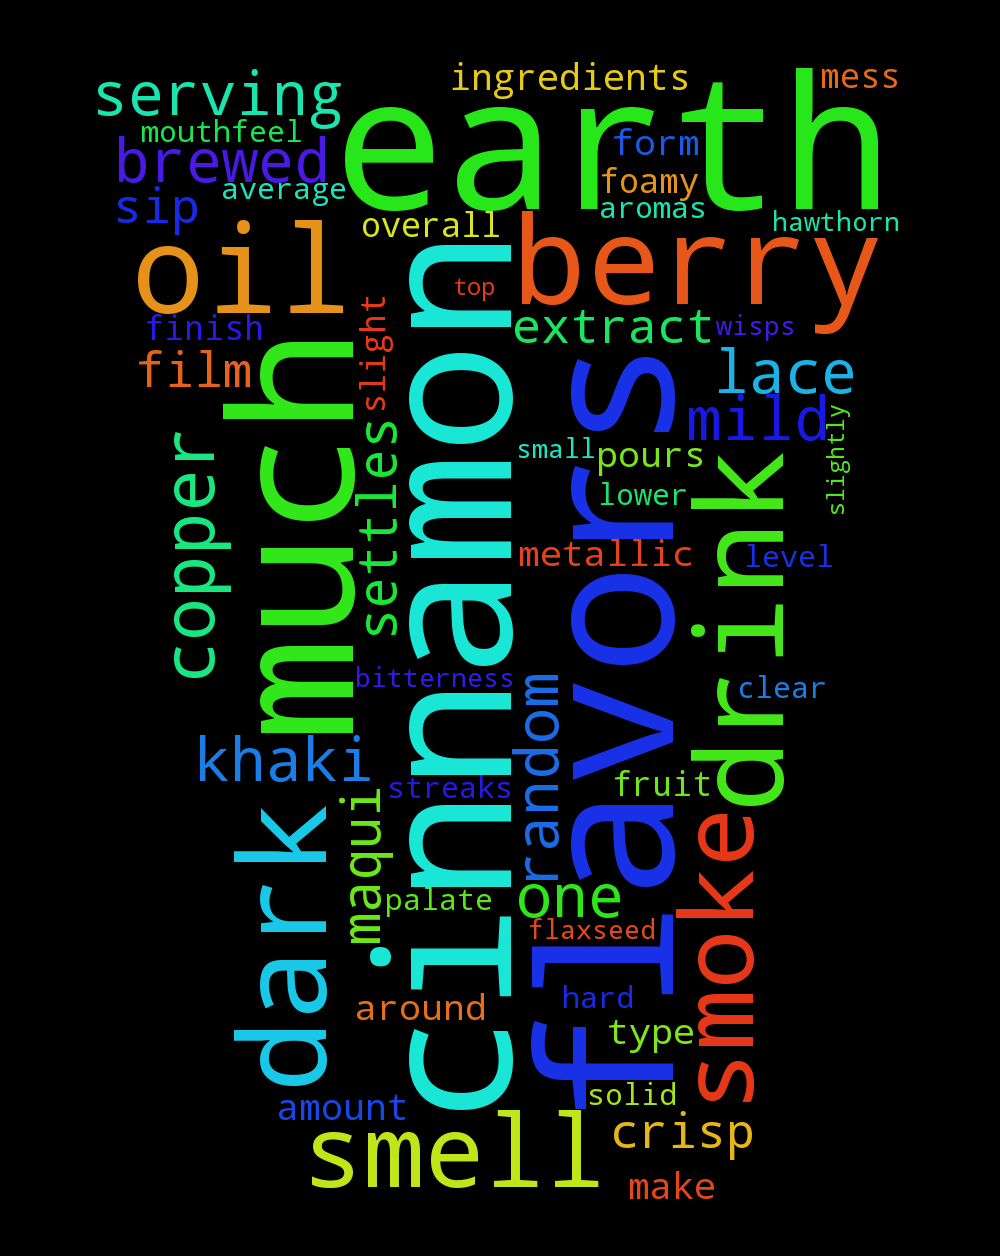 ingredients
mess
serving
earth
mouthfeel
form
brewed
foamy
average
aromas
sip
overall
hawthorn
oil
cinnamon
berry
top
finish
slight
extract
wisps
film
much
flavors
lace
mild
slightly
copper
settles
small
pours
drink
lower
metallic
level
bitterness
random
clear
khaki
streaks
fruit
dark
maqui
smoke
palate
one
flaxseed
around
hard
type
amount
solid
smell
crisp
make